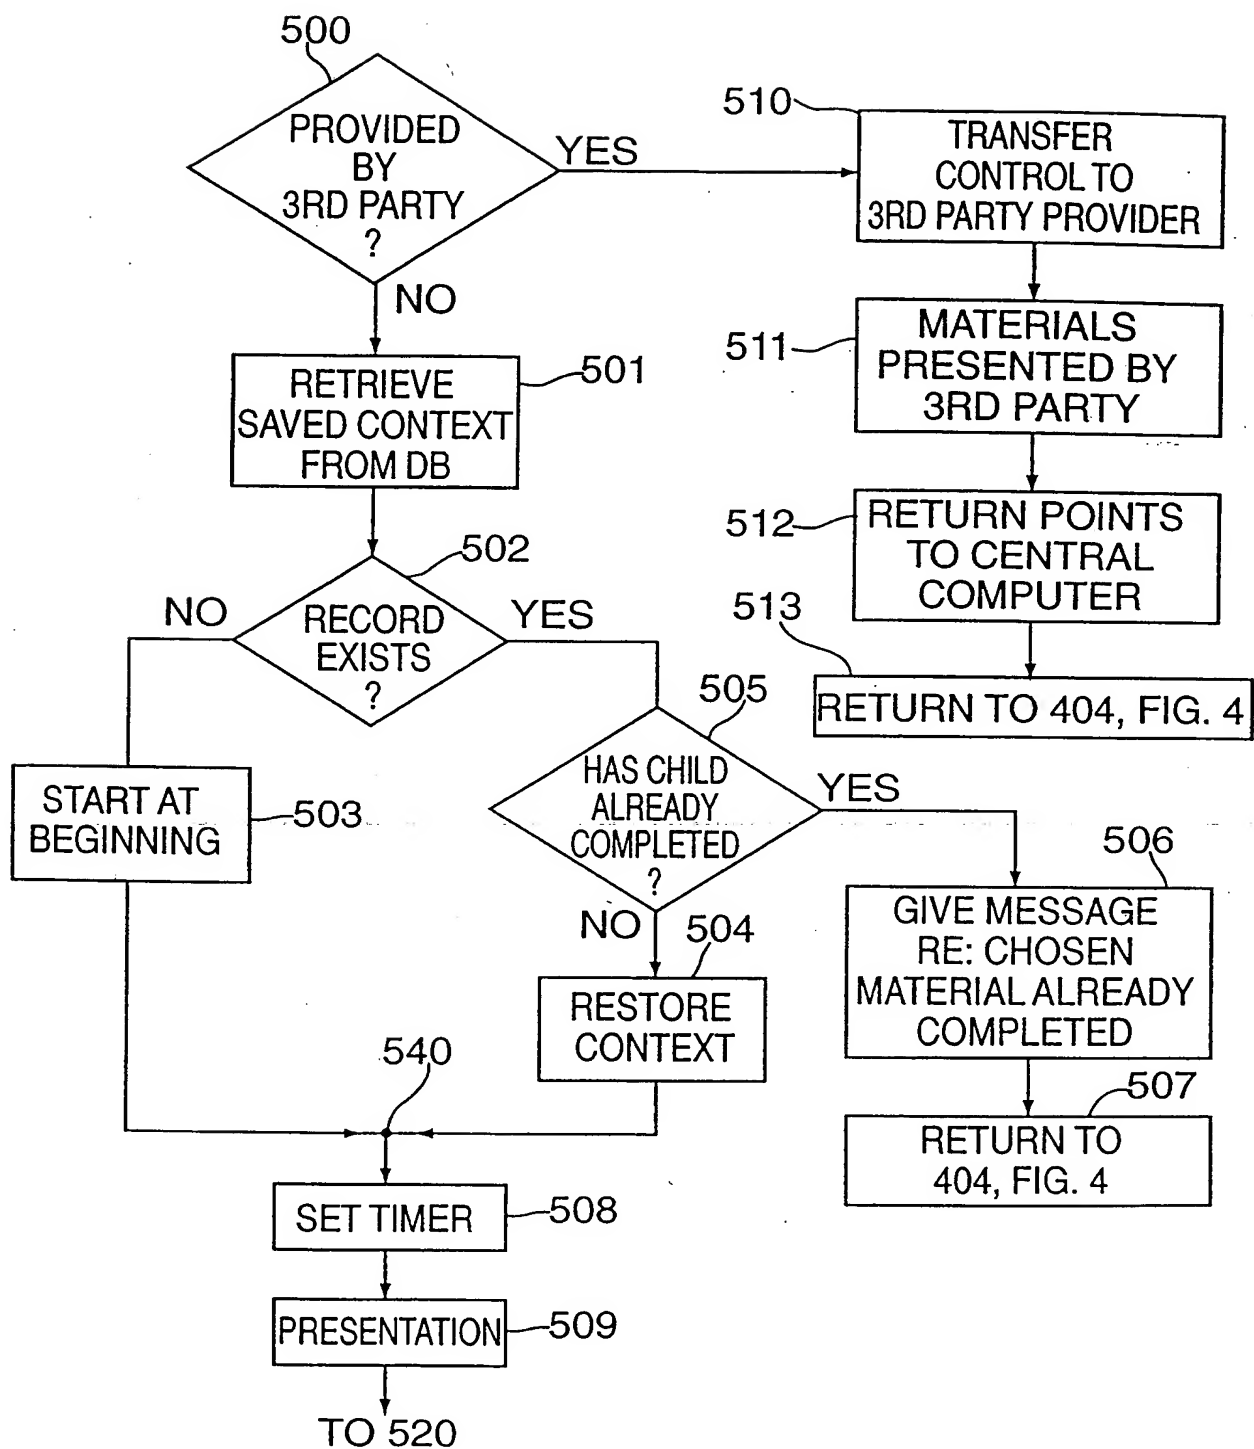 500
PROVIDED
BY
3RD PARTY
?
YES
NO
510
TRANSFER
CONTROL TO
3RD PARTY PROVIDER
511
MATERIALS
PRESENTED BY
3RD PARTY
512
RETURN POINTS
TO CENTRAL
COMPUTER
513
RETURN TO 404, FIG. 4
501
RETRIEVE
SAVED CONTEXT
FROM DB
502
RECORD
EXISTS
?
NO
YES
503
START AT
BEGINNING
505
HAS CHILD
ALREADY
COMPLETED
?
YES
NO
506
GIVE MESSAGE
RE: CHOSEN
MATERIAL ALREADY
COMPLETED
507
RETURN TO
404, FIG. 4
504
RESTORE
CONTEXT
540
SET TIMER
508
PRESENTATION
509
TO 520